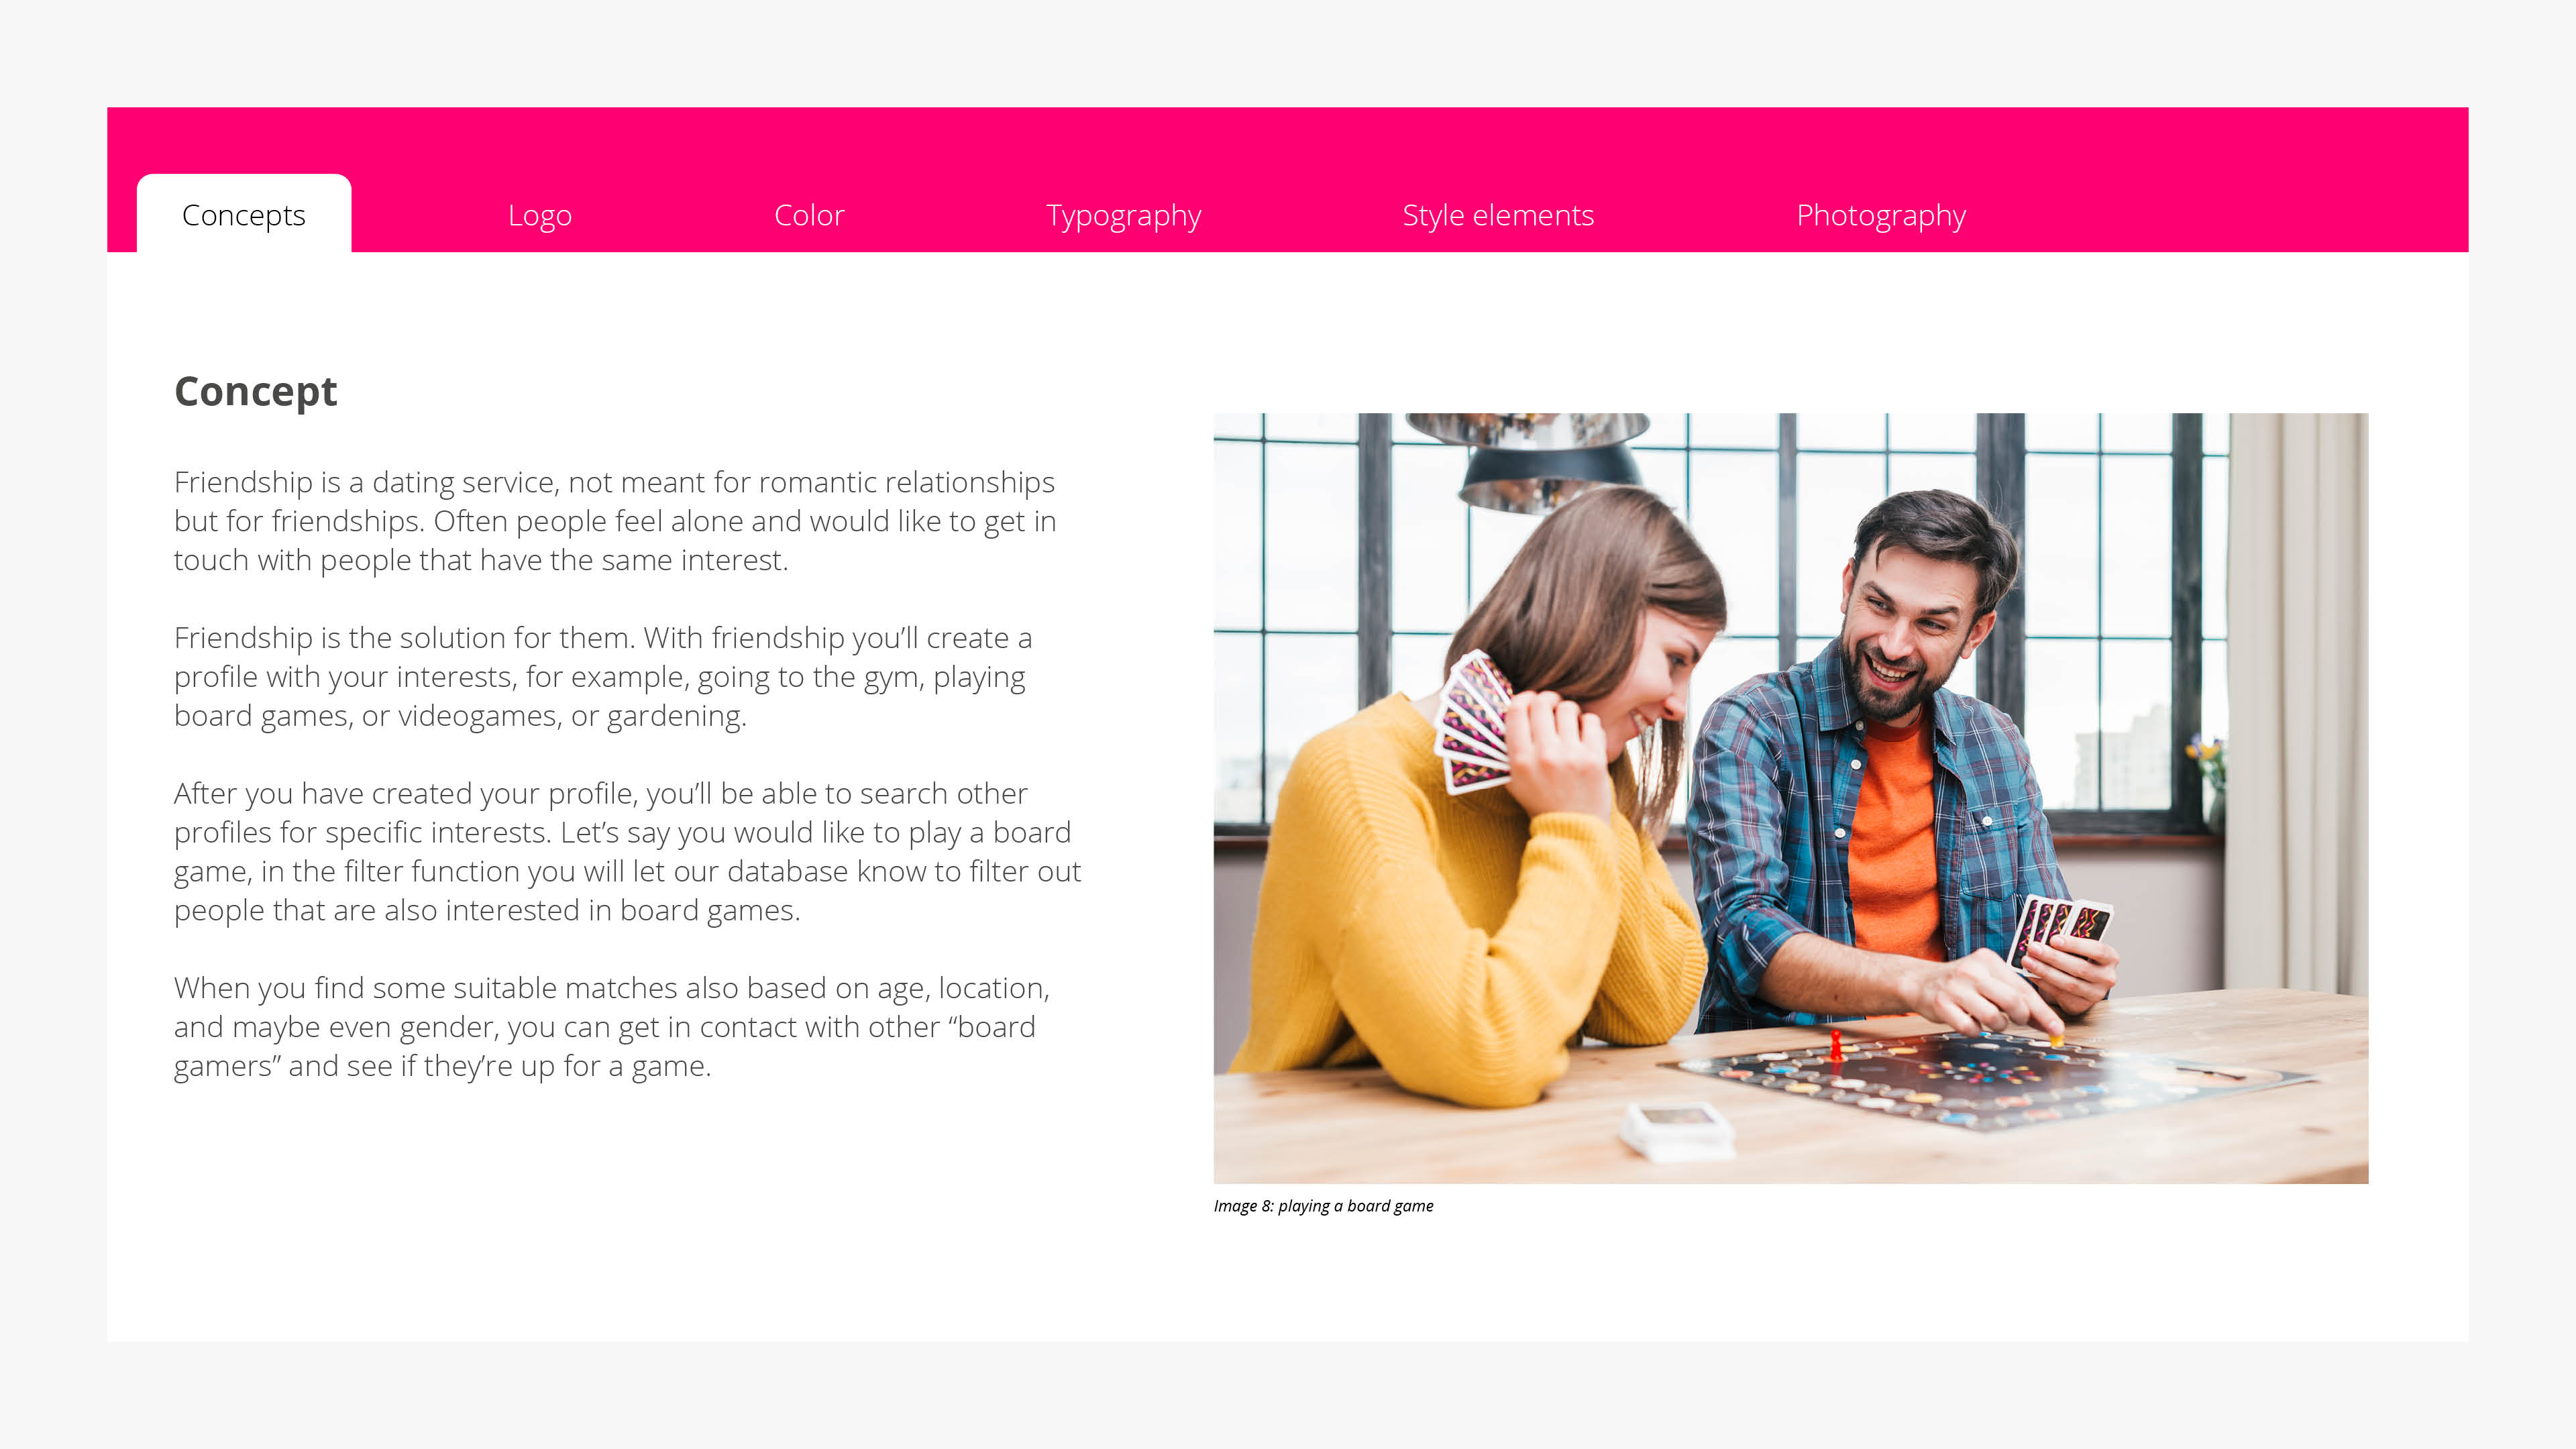 Concepts
Logo
Color
Typography
Style elements
Photography
Concept
Friendship is a dating service, not meant for romantic relationships
but for friendships. Often people feel alone and would like to get in
touch with people that have the same interest.
Friendship is the solution for them. With friendship you’ll create a
profile with your interests, for example, going to the gym, playing
board games, or videogames, or gardening.
After you have created your profile, you’ll be able to search other
profiles for specific interests. Let’s say you would like to play a board
game, in the filter function you will let our database know to filter out
people that are also interested in board games.
When you find some suitable matches also based on age, location,
and maybe even gender, you can get in contact with other “board
gamers” and see if they’re up for a game.
Image 8: playing a board game